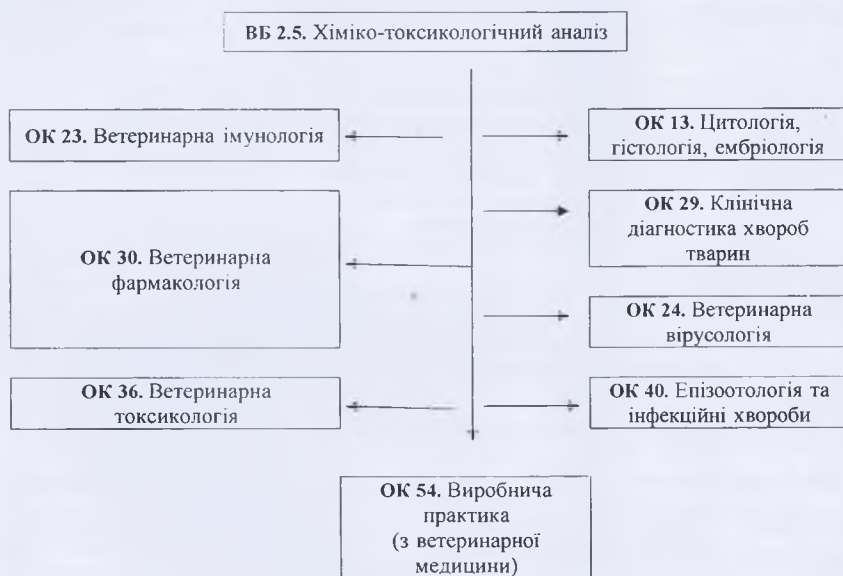 ВБ 2.5. Хіміко-токсикологічний аналіз
ОК 23. Ветеринарна імунологія
ОК 13. Цитологія,
гістологія, ембріологія
ОК 30. Ветеринарна
фармакологія
ОК 29. Клінічна
діагностика хвороб
тварин
ОК 24. Ветеринарна
вірусологія
ОК 36. Ветеринарна
токсикологія
ОК 40. Епізоотологія та
інфекційні хвороби
ОК 54. Виробнича
практика
(з ветеринарної
медицини)